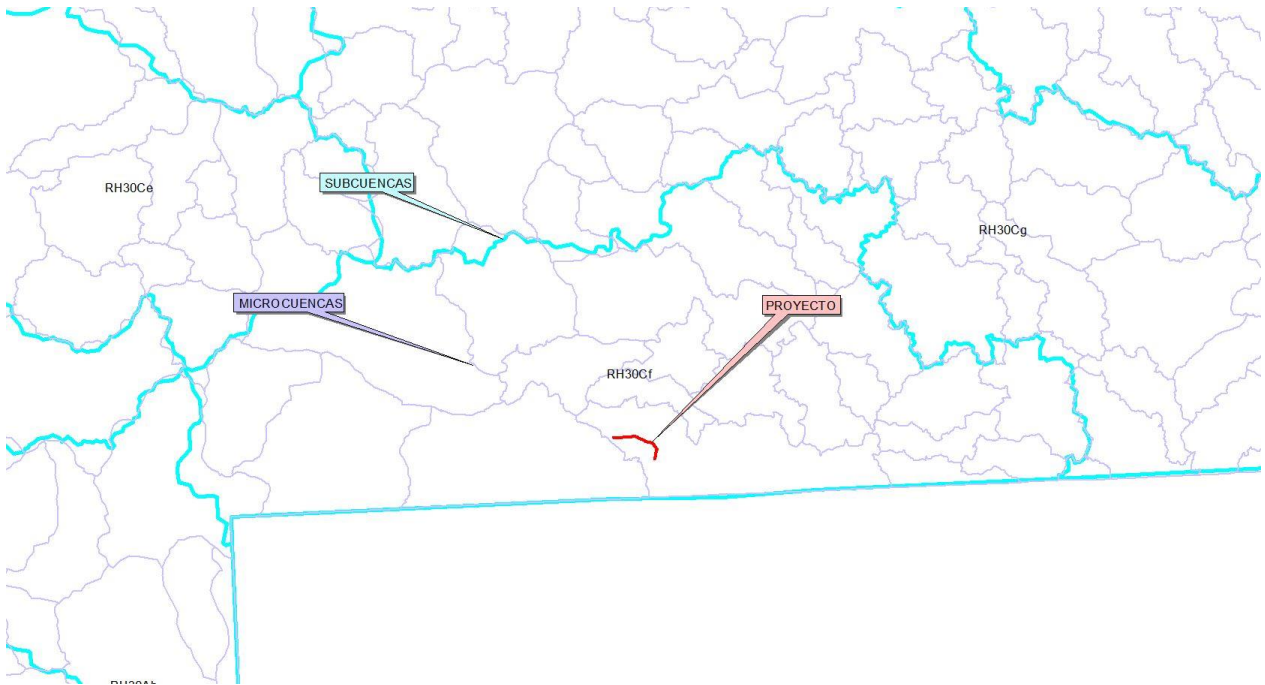 RH30Ce
SUBCUENCAS
RH30Cg
MICROCUENCAS
PROYECTO
RH30Cf